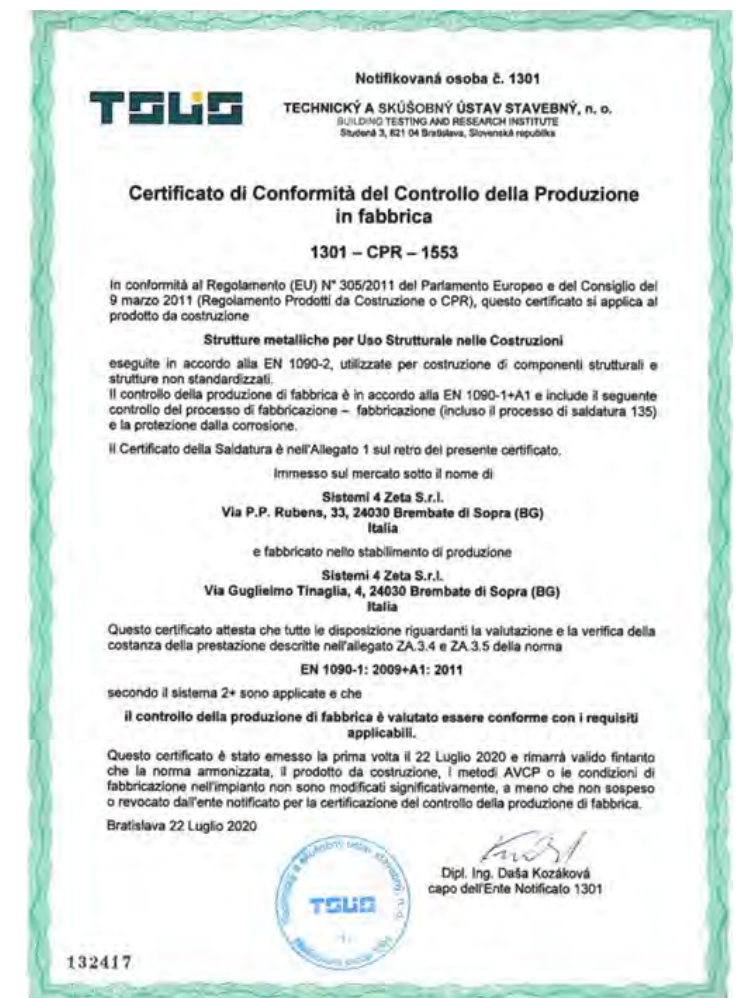 Notifikovaná osoba č. 1301
TSUS
TECHNICKÝ A SKÚŠOBNÝ ÚSTAV STAVEBNÝ, n. o.
BUILDING TESTING AND RESEARCH INSTITUTE
Studená 3, 821 04 Bratislava, Slovenská republika
Certificato di Conformità del Controllo della Produzione
in fabbrica
1301 – CPR – 1553
In conformità al Regolamento (EU) N° 305/2011 del Parlamento Europeo e del Consiglio del
9 marzo 2011 (Regolamento Prodotti da Costruzione o CPR), questo certificato si applica al
prodotto da costruzione
Strutture metalliche per Uso Strutturale nelle Costruzioni
eseguite in accordo alla EN 1090-2, utilizzate per costruzione di componenti strutturali e
strutture non standardizzati.
Il controllo della produzione di fabbrica è in accordo alla EN 1090-1+A1 e include il seguente
controllo del processo di fabbricazione – fabbricazione (incluso il processo di saldatura 135)
e la protezione dalla corrosione.
Il Certificato della Saldatura è nell'Allegato 1 sul retro del presente certificato.
Immesso sul mercato sotto il nome di
Sistemi 4 Zeta S.r.l.
Via P.P. Rubens, 33, 24030 Brembate di Sopra (BG)
Italia
e fabbricato nello stabilimento di produzione
Sistemi 4 Zeta S.r.l.
Via Guglielmo Tinaglia, 4, 24030 Brembate di Sopra (BG)
Italia
Questo certificato attesta che tutte le disposizione riguardanti la valutazione e la verifica della
costanza della prestazione descritte nell'allegato ZA.3.4 e ZA.3.5 della norma
EN 1090-1: 2009+A1: 2011
secondo il sistema 2+ sono applicate e che
il controllo della produzione di fabbrica è valutato essere conforme con i requisiti
applicabili.
Questo certificato è stato emesso la prima volta il 22 Luglio 2020 e rimarrà valido fintanto
che la norma armonizzata, il prodotto da costruzione, i metodi AVCP o le condizioni di
fabbricazione nell'impianto non sono modificati significativamente, a meno che non sospeso
o revocato dall'ente notificato per la certificazione del controllo della produzione di fabbrica.
Bratislava 22 Luglio 2020
TSUS
Dipl. Ing. Daša Kozáková
capo dell'Ente Notificato 1301
132417